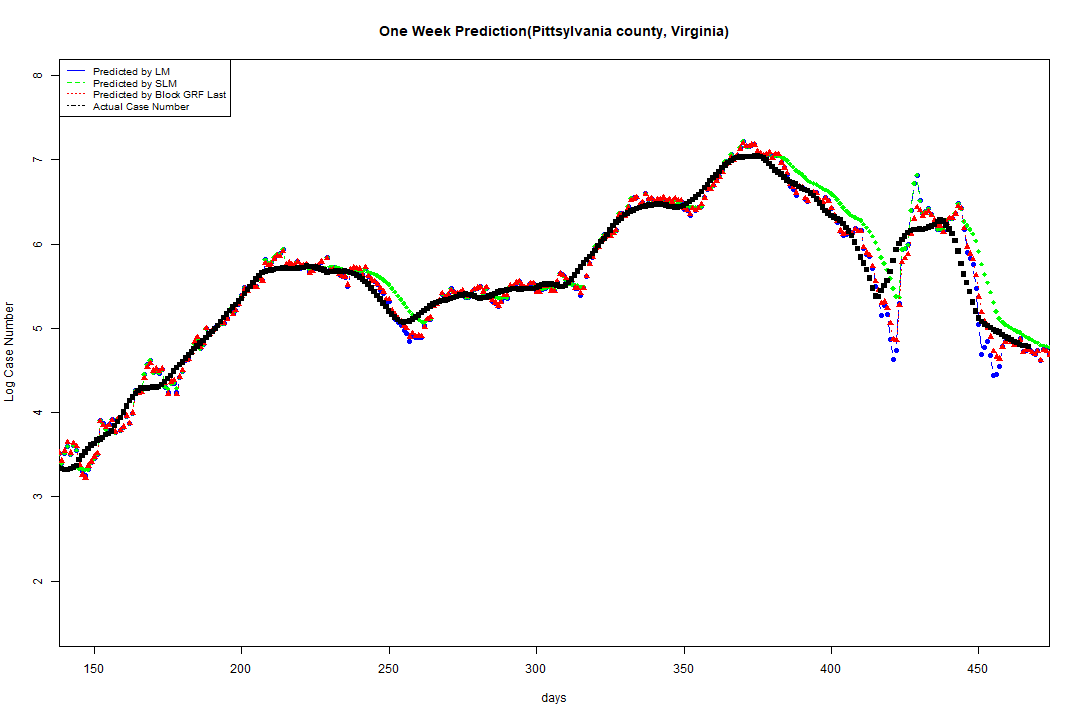 One Week Prediction(Pittsylvania county, Virginia)
Predicted by LM
Predicted by SLM
Predicted by Block GRF Last
Actual Case Number
8
7
6
5
4
3
2
Log Case Number
150 200 250 300 350 400 450
days